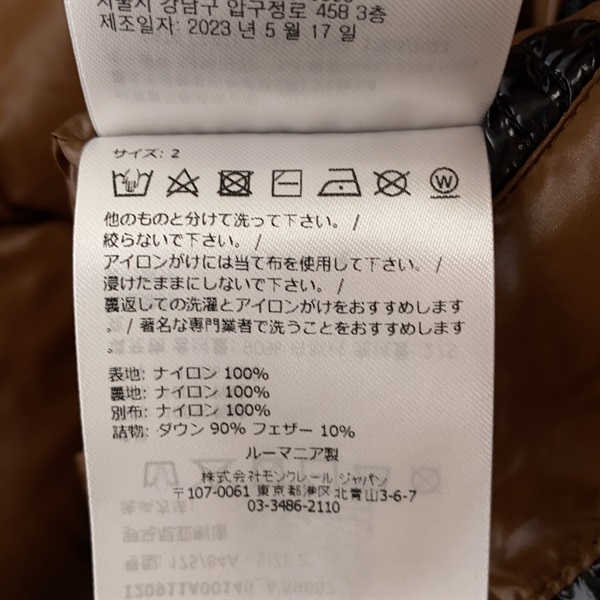 서울시 강남구 압구정로 458 3층
제조일자: 2023 년 5 월 17 일
サイズ: 2
W
他のものと分けて洗って下さい。/
絞らないで下さい。/
アイロンがけには当て布を使用して下さい。/
浸けたままにしないで下さい。/
裏返しての洗濯とアイロンがけをおすすめします
。/ 著名な専門業者で洗うことをおすすめします
。
表地: ナイロン 100%
裏地: ナイロン 100%
別布: ナイロン 100%
詰物: ダウン 90% フェザー 10%
ルーマニア製
株式会社モンクレール ジャパン
〒107-0061 東京都港区北青山3-6-7
03-3486-2110